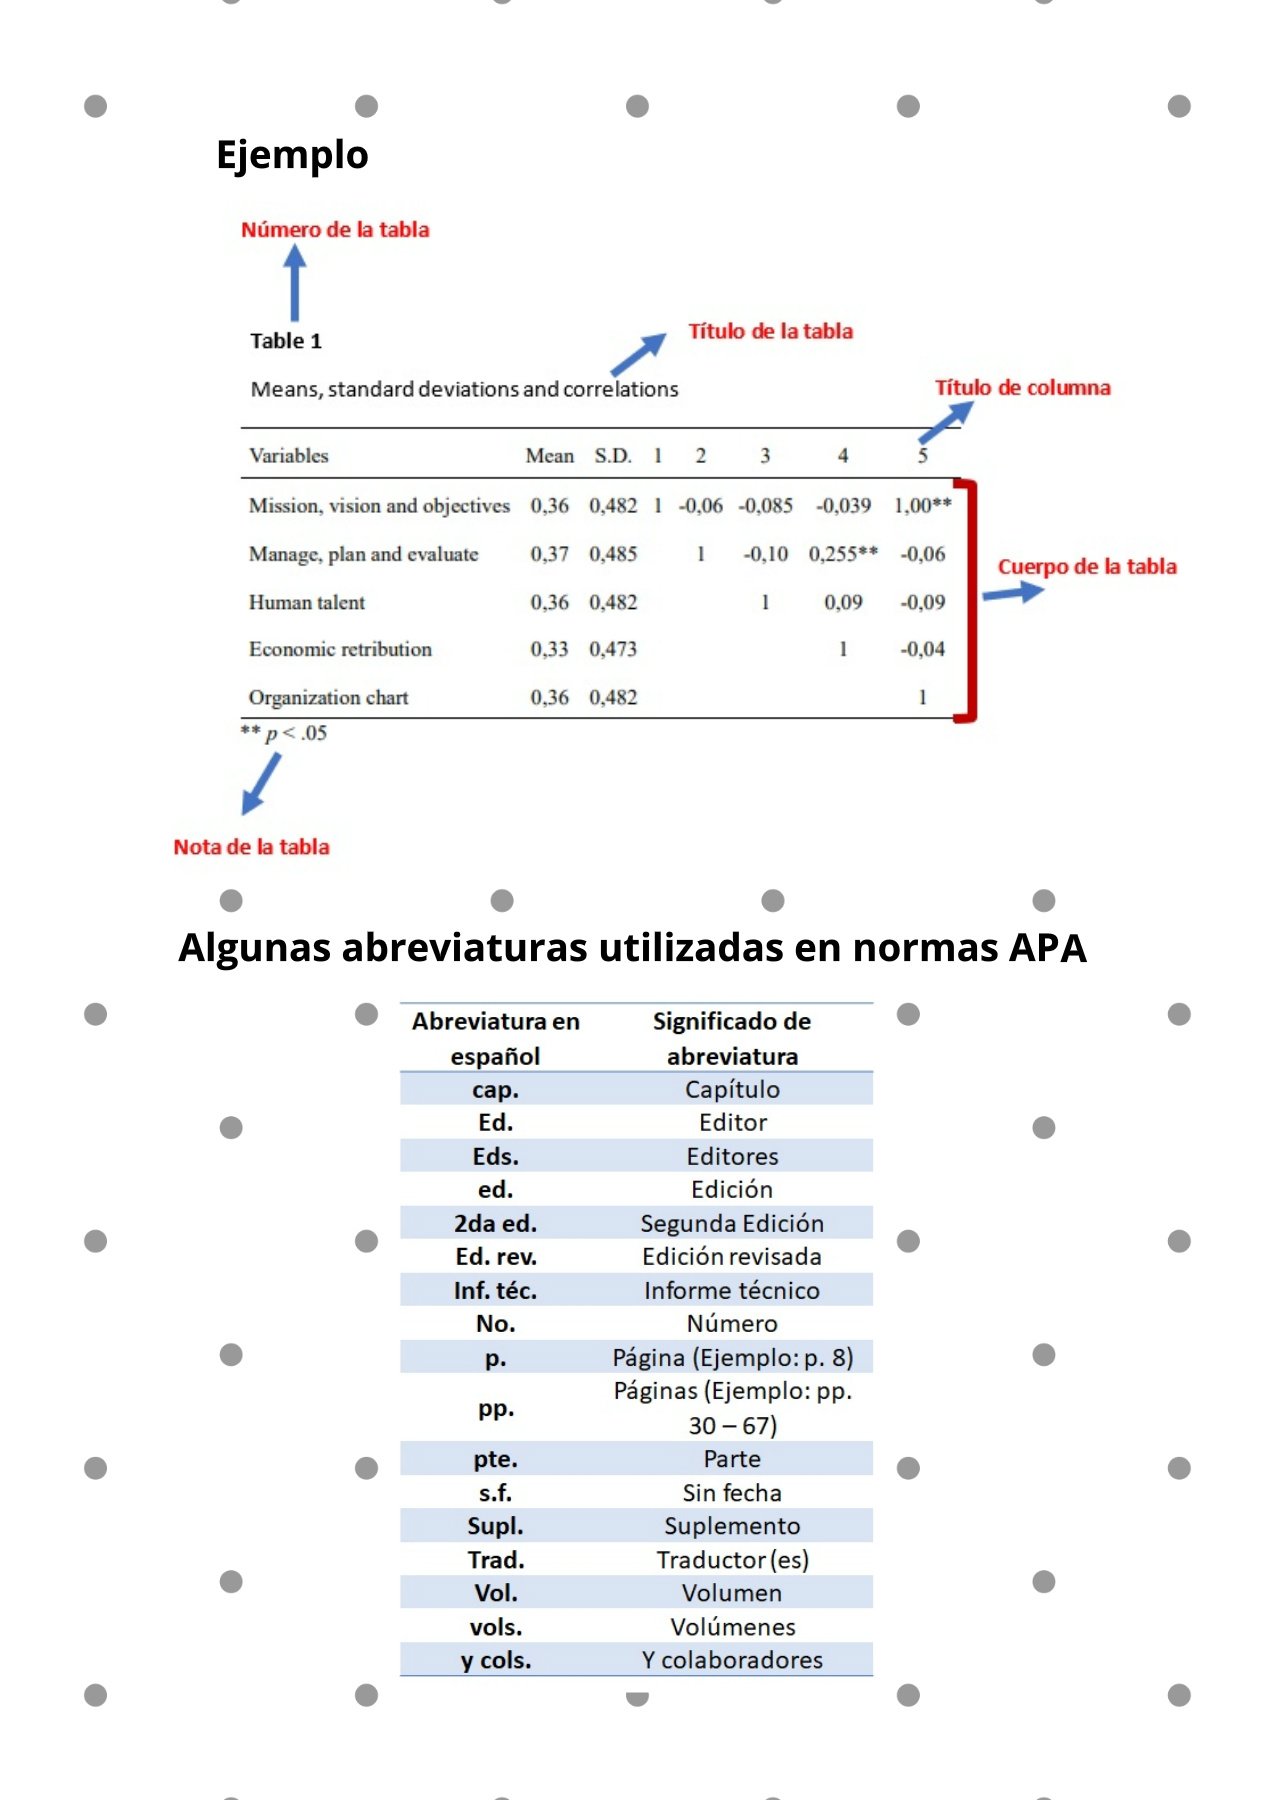 Ejemplo
Número de la tabla
Table 1
Título de la tabla
Means, standard deviations and correlations
Título de columna
Variables Mean S.D. 1 2 3 4 5
Mission, vision and objectives 0,36 0,482 1 -0,06 -0,085 -0,039 1,00**
Manage, plan and evaluate 0,37 0,485 1 -0,10 0,255** -0,06
Cuerpo de la tabla
Human talent 0,36 0,482 1 0,09 -0,09
Economic retribution 0,33 0,473 1 -0,04
Organization chart 0,36 0,482 1
** p < .05
Nota de la tabla
Algunas abreviaturas utilizadas en normas APA
Abreviatura en español Significado de abreviatura
cap. Capítulo
Ed. Editor
Eds. Editores
ed. Edición
2da ed. Segunda Edición
Ed. rev. Edición revisada
Inf. téc. Informe técnico
No. Número
p. Página (Ejemplo: p. 8)
pp. Páginas (Ejemplo: pp. 30 – 67)
pte. Parte
s.f. Sin fecha
Supl. Suplemento
Trad. Traductor (es)
Vol. Volumen
vols. Volúmenes
y cols. Y colaboradores